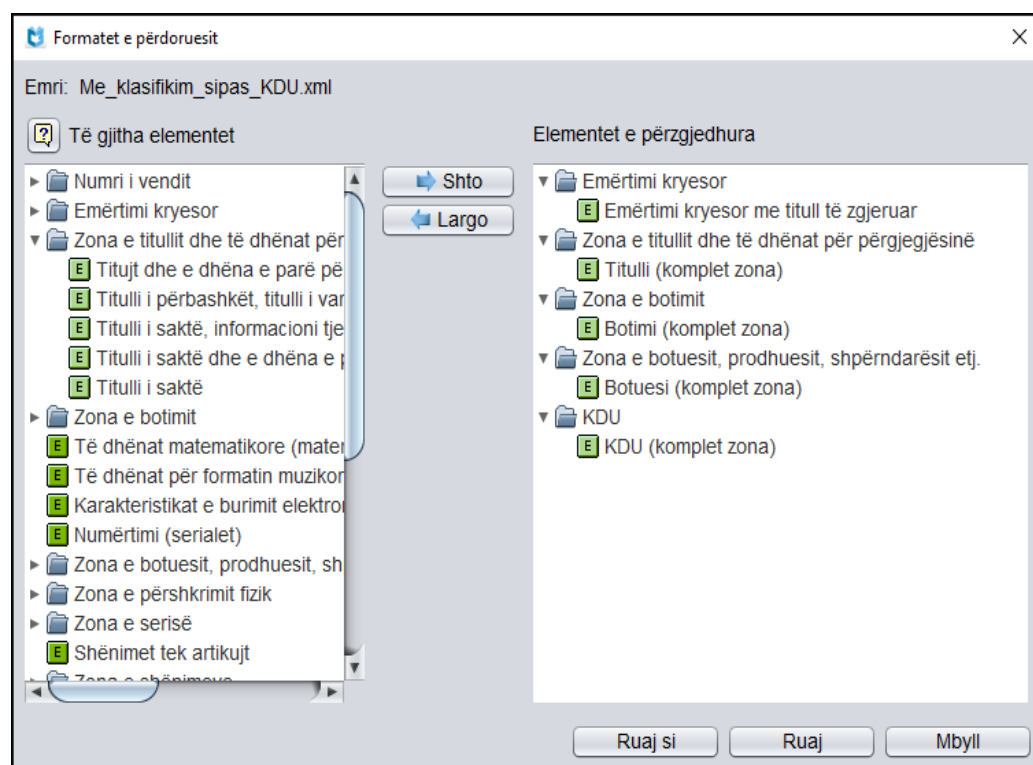 Formatet e përdoruesit
Emri: Me_klasifikim_sipas_KDU.xml
Të gjitha elementet
Numri i vendit
Emërtimi kryesor
Zona e titullit dhe të dhënat për
Titujt dhe e dhëna e parë pë
Titulli i përbashkët, titulli i var
Titulli i saktë, informacioni tje
Titulli i saktë dhe e dhëna e p
Titulli i saktë
Zona e botimit
Të dhënat matematikore (mater
Të dhënat për formatin muzikor
Karakteristikat e burimit elektron
Numërtimi (serialet)
Zona e botuesit, prodhuesit, sh
Zona e përshkrimit fizik
Zona e serisë
Shënimet tek artikujt
Zona e shënimeve
Shto
Largo
Elementet e përzgjedhura
Emërtimi kryesor
Emërtimi kryesor me titull të zgjeruar
Zona e titullit dhe të dhënat për përgjegjësinë
Titulli (komplet zona)
Zona e botimit
Botimi (komplet zona)
Zona e botuesit, prodhuesit, shpërndarësit etj.
Botuesi (komplet zona)
KDU
KDU (komplet zona)
Ruaj si
Ruaj
Mbyll